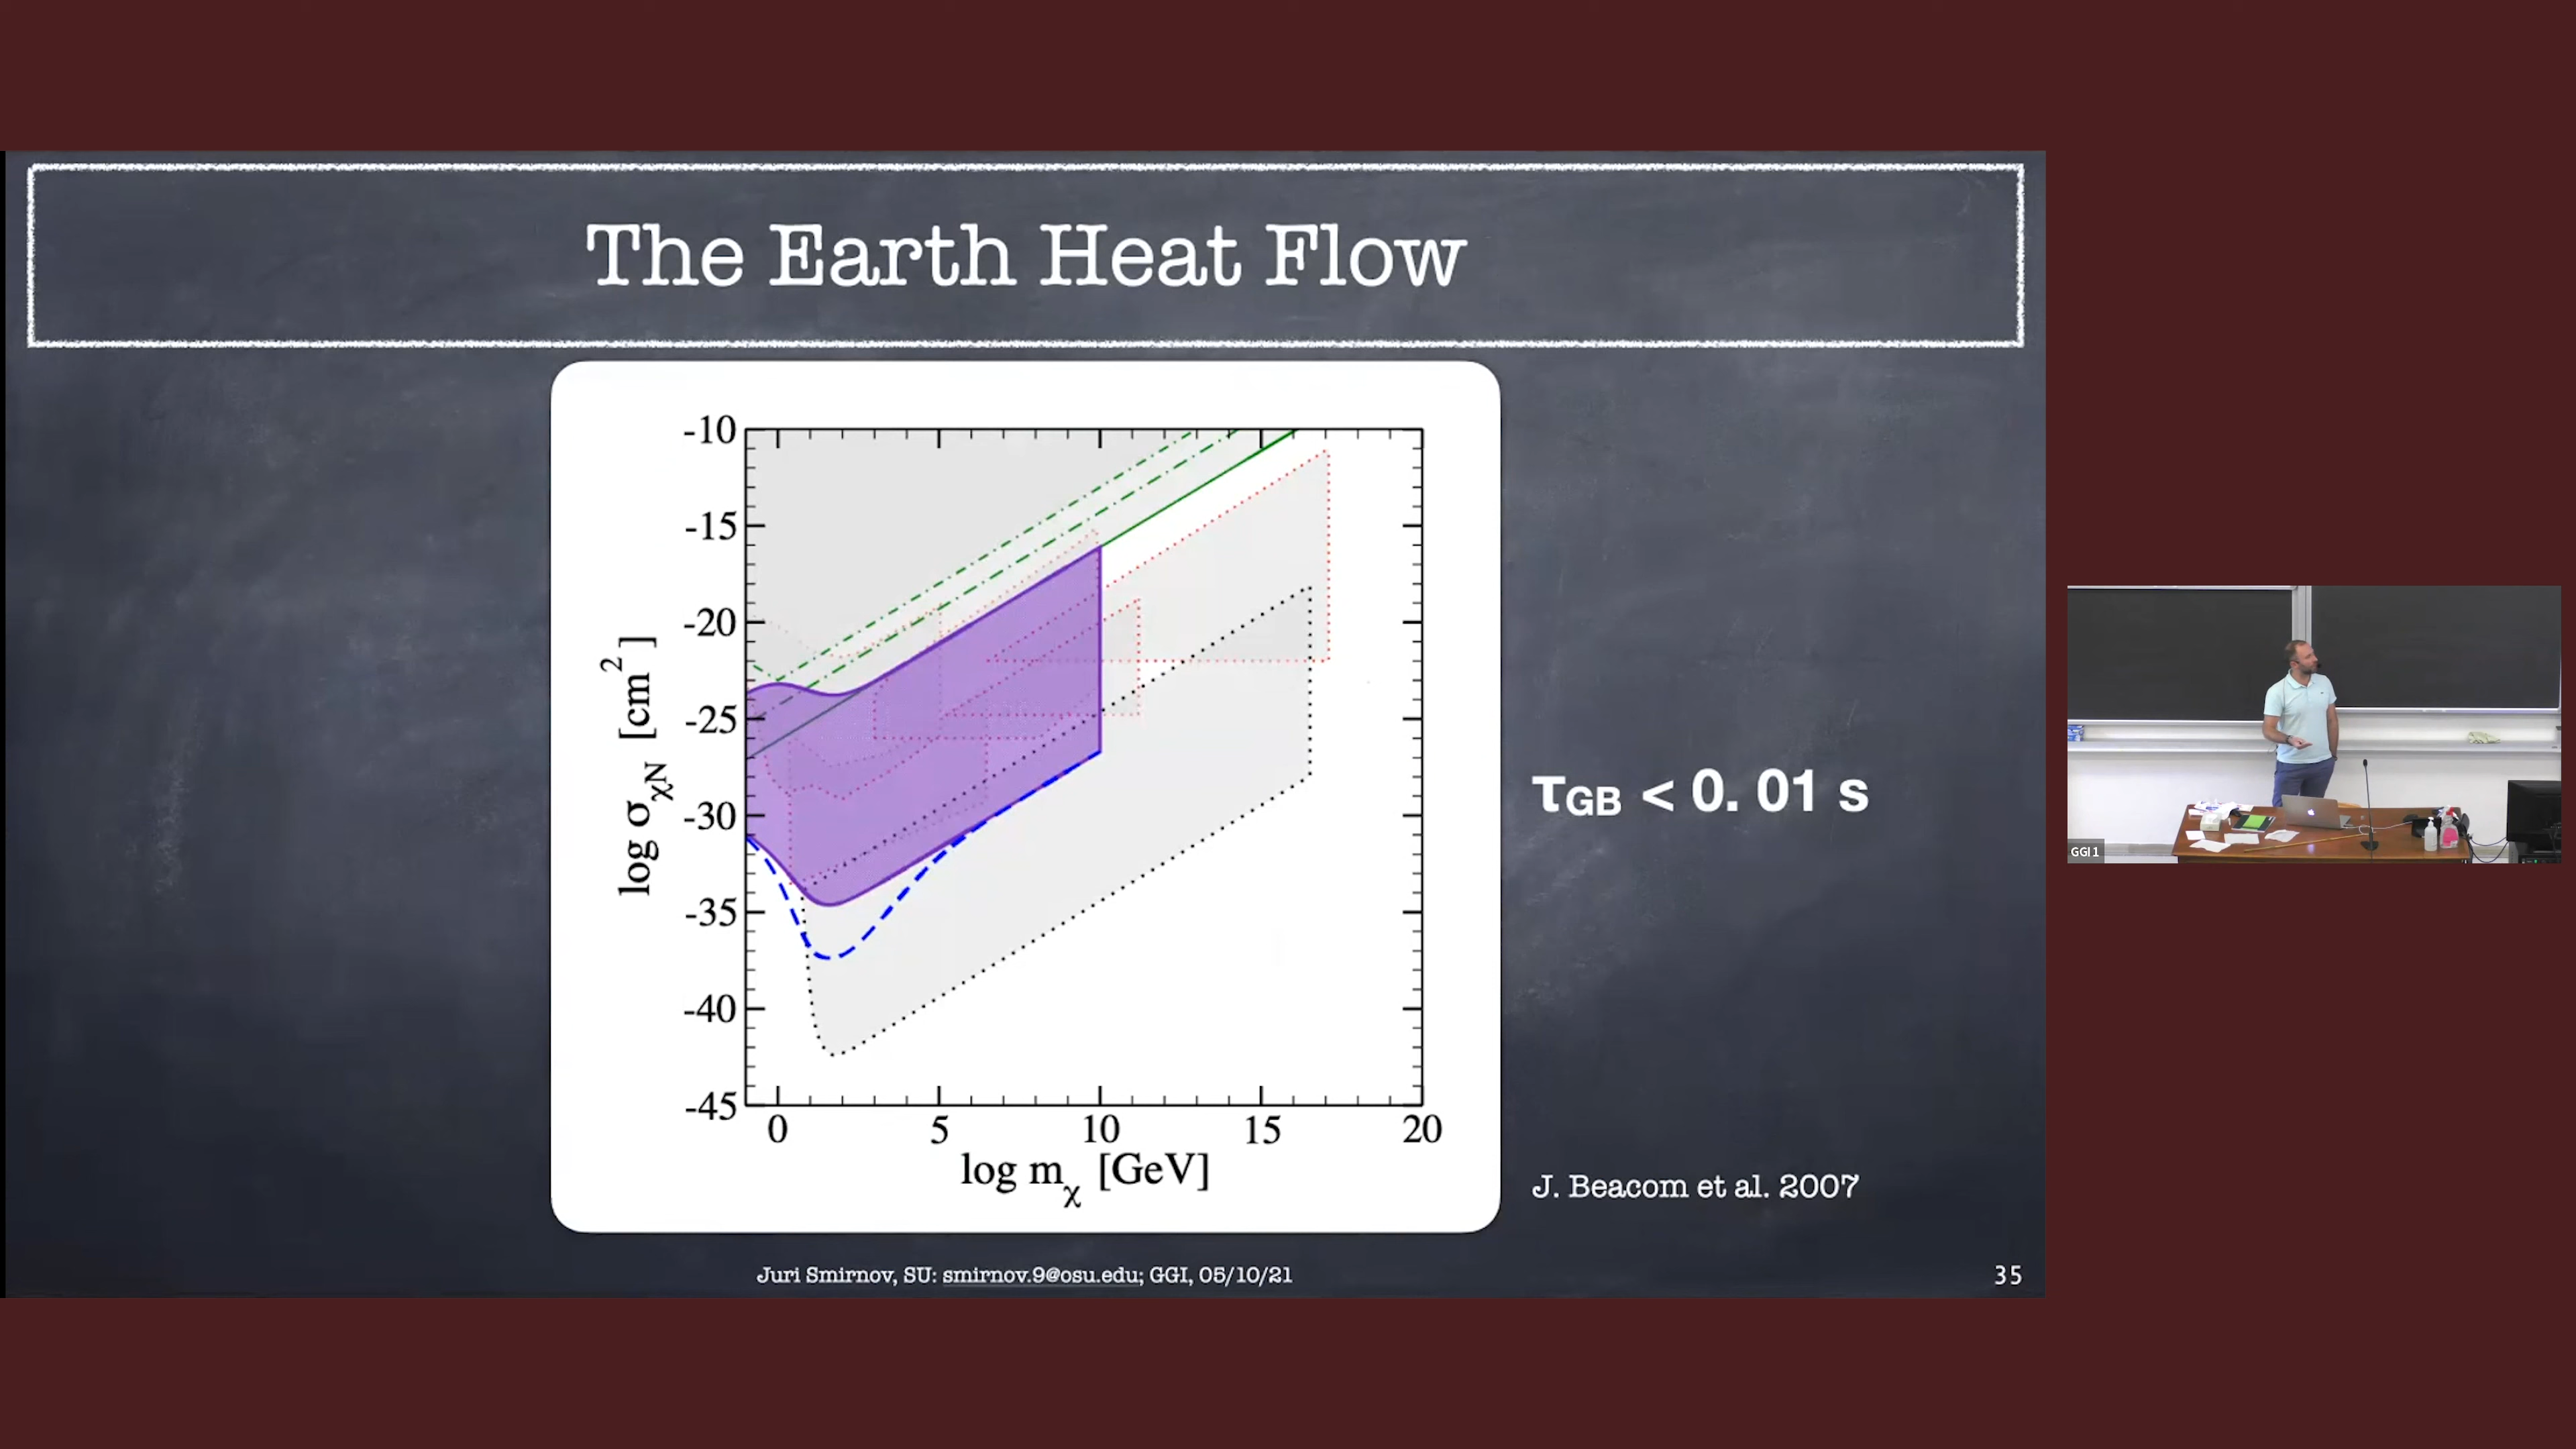 The Earth Heat Flow
-10
-15
-20
-25
-30
-35
-40
-45
log σχN [cm2]
0 5 10 15 20
log mχ [GeV]
τGB < 0. 01 s
J. Beacom et al. 2007
Juri Smirnov, SU: smirnov.9@osu.edu; GGI, 05/10/21
35
GGI 1